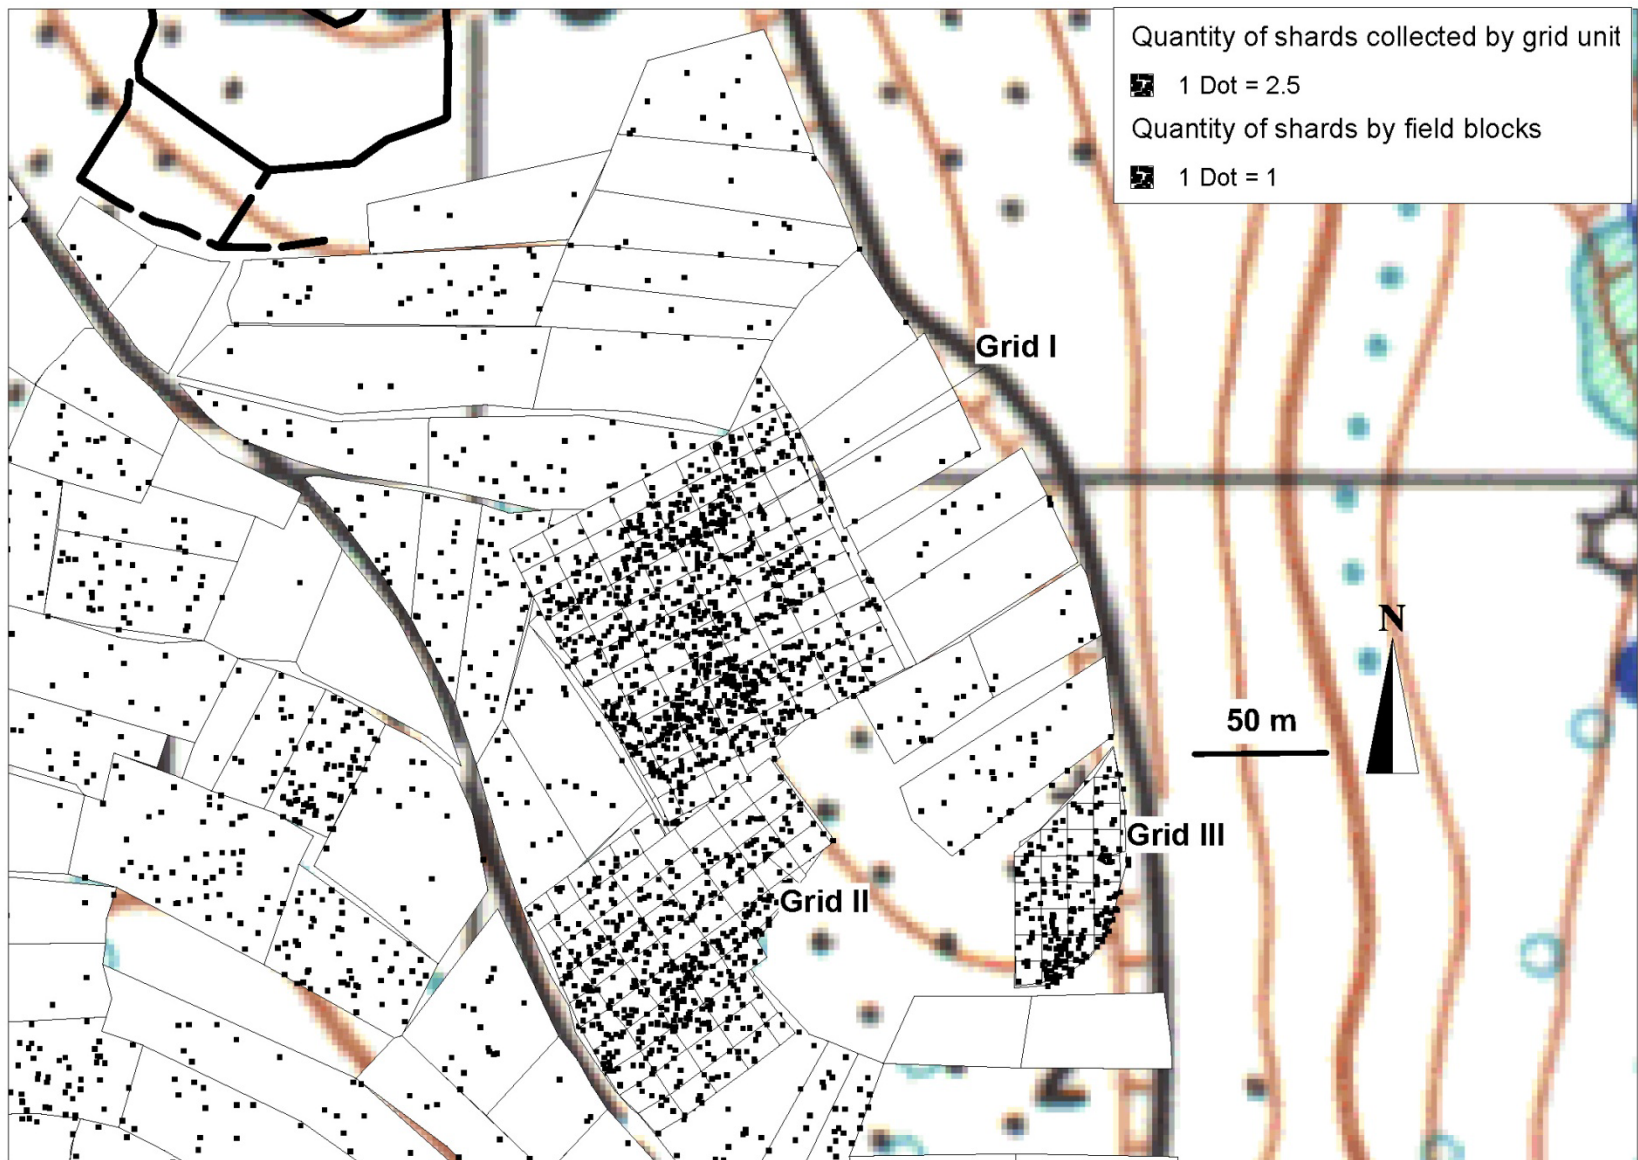 Quantity of shards collected by grid unit
1 Dot = 2.5
Quantity of shards by field blocks
1 Dot = 1
Grid I
N
50 m
Grid III
Grid II